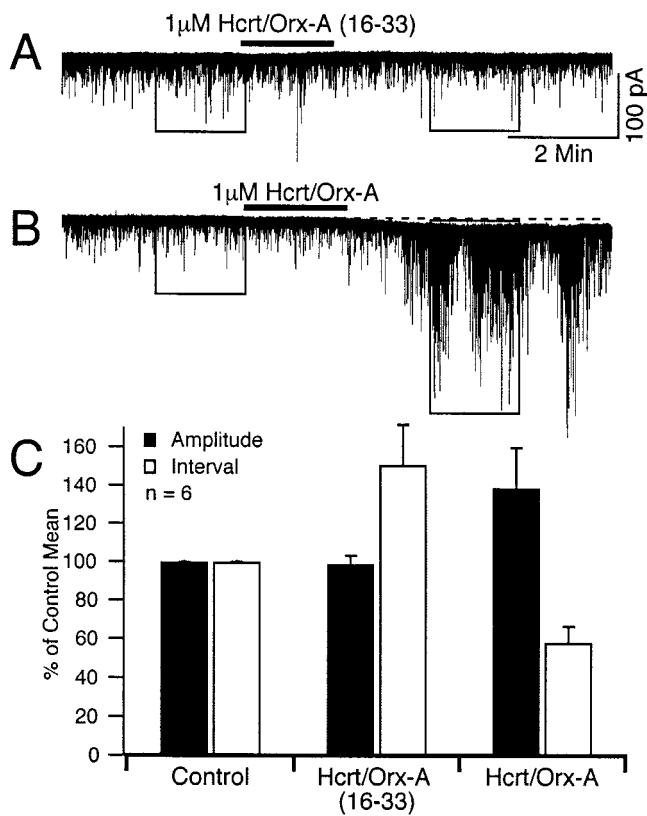 1µM Hcrt/Orx-A (16-33)
A
100 pA
2 Min
1µM Hcrt/Orx-A
B
C
Amplitude
Interval
n = 6
% of Control Mean
160
140
120
100
80
60
40
20
0
Control
Hcrt/Orx-A
(16-33)
Hcrt/Orx-A